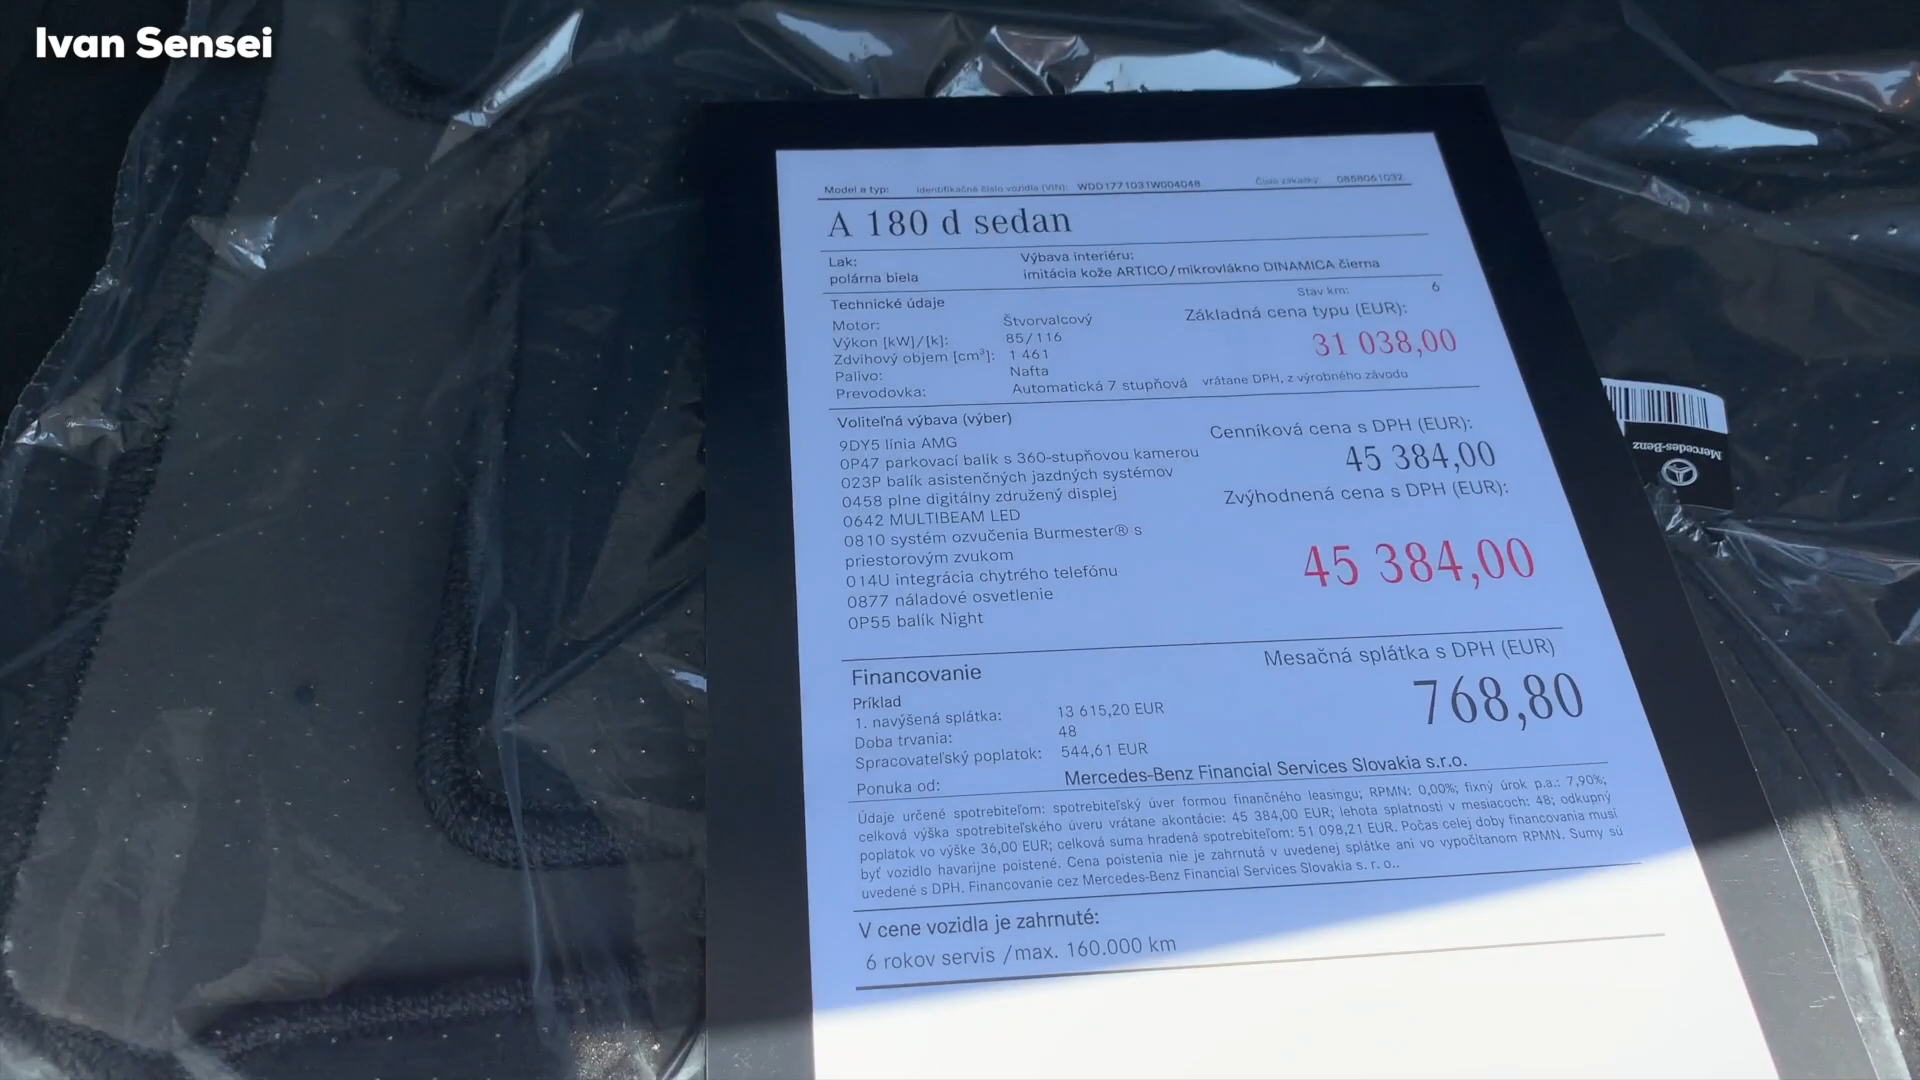 Ivan Sensei
Model a typ: Identifikačné číslo vozidla (VIN): WDD1771031W004048 Číslo zákazky: 0858061032
A 180 d sedan
Lak: Výbava interiéru:
polárna biela imitácia kože ARTICO/mikrovlákno DINAMICA čierna
Technické údaje Stav km: 6
Motor: Štvorvalcový Základná cena typu (EUR):
Výkon [kW]/[k]: 85/116
Zdvihový objem [cm³]: 1 461 31 038,00
Palivo: Nafta
Prevodovka: Automatická 7 stupňová vrátane DPH, z výrobného závodu
Voliteľná výbava (výber)
9DY5 línia AMG Cenníková cena s DPH (EUR):
0P47 parkovací balík s 360-stupňovou kamerou
023P balík asistenčných jazdných systémov 45 384,00
0458 plne digitálny združený displej Zvýhodnená cena s DPH (EUR):
0642 MULTIBEAM LED
0810 systém ozvučenia Burmester® s
priestorovým zvukom 45 384,00
014U integrácia chytrého telefónu
0877 náladové osvetlenie
0P55 balík Night
Financovanie Mesačná splátka s DPH (EUR)
Príklad
1. navýšená splátka: 13 615,20 EUR 768,80
Doba trvania: 48
Spracovateľský poplatok: 544,61 EUR
Ponuka od: Mercedes-Benz Financial Services Slovakia s.r.o.
Údaje určené spotrebiteľom: spotrebiteľský úver formou finančného leasingu; RPMN: 0,00%; fixný úrok p.a.: 7,90%;
celková výška spotrebiteľského úveru vrátane akontácie: 45 384,00 EUR; lehota splatnosti v mesiacoch: 48; odkupný
poplatok vo výške 36,00 EUR; celková suma hradená spotrebiteľom: 51 098,21 EUR. Počas celej doby financovania musí
byť vozidlo havarijne poistené. Cena poistenia nie je zahrnutá v uvedenej splátke ani vo vypočítanom RPMN. Sumy sú
uvedené s DPH. Financovanie cez Mercedes-Benz Financial Services Slovakia s. r. o..
V cene vozidla je zahrnuté:
6 rokov servis /max. 160.000 km
Mercedes-Benz